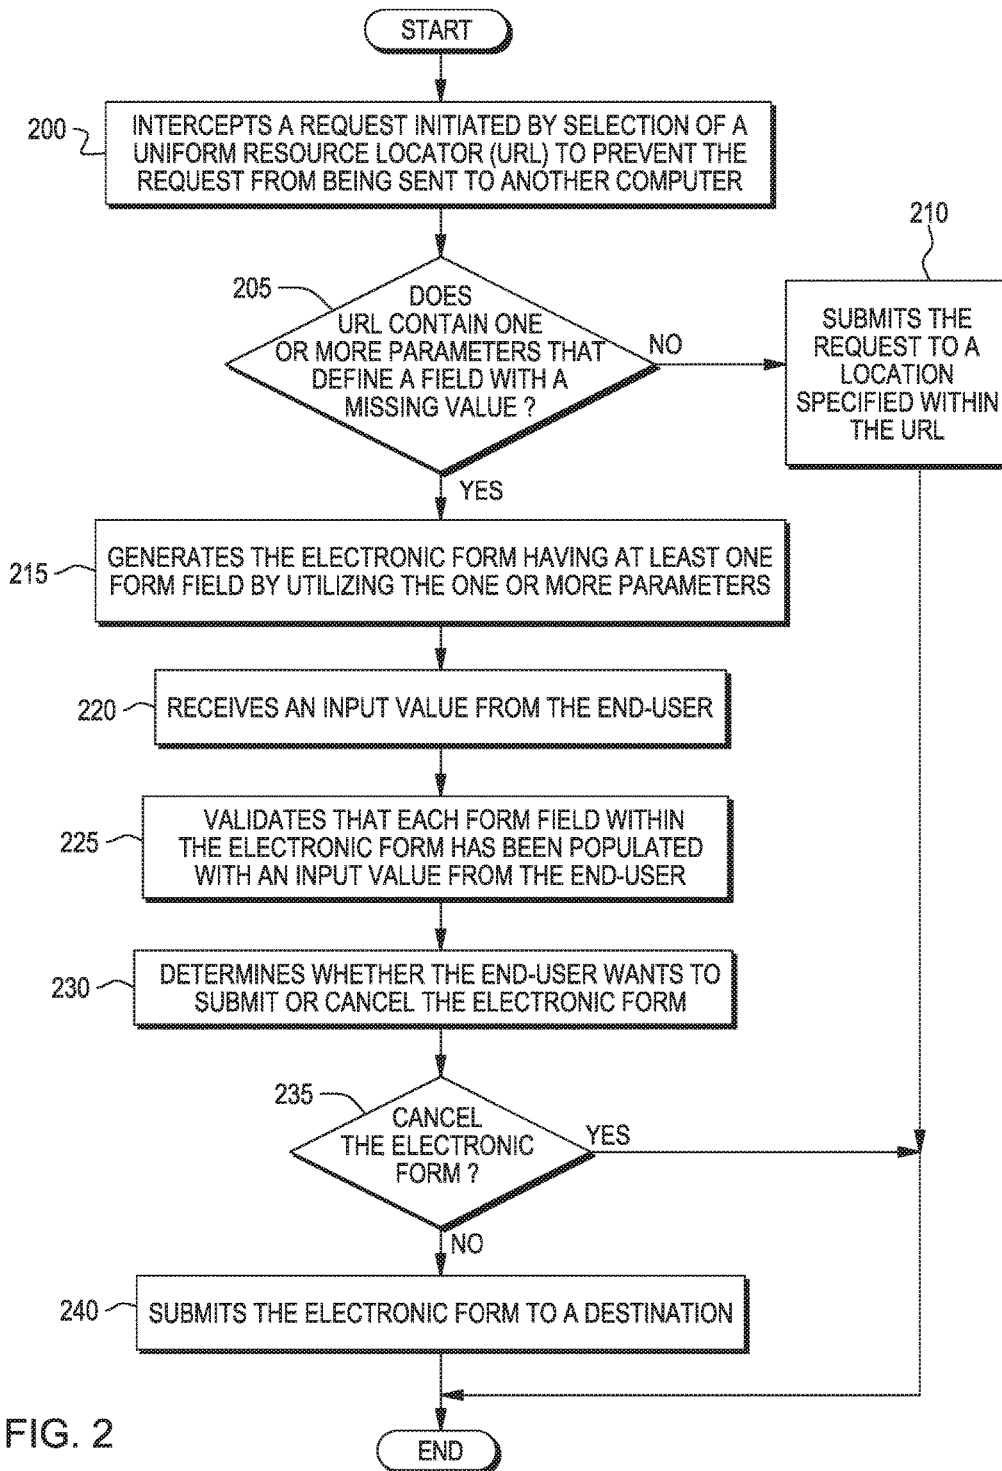 START
200
INTERCEPTS A REQUEST INITIATED BY SELECTION OF A
UNIFORM RESOURCE LOCATOR (URL) TO PREVENT THE
REQUEST FROM BEING SENT TO ANOTHER COMPUTER
205
DOES
URL CONTAIN ONE
OR MORE PARAMETERS THAT
DEFINE A FIELD WITH A
MISSING VALUE ?
NO
210
SUBMITS THE
REQUEST TO A
LOCATION
SPECIFIED WITHIN
THE URL
YES
215
GENERATES THE ELECTRONIC FORM HAVING AT LEAST ONE
FORM FIELD BY UTILIZING THE ONE OR MORE PARAMETERS
220
RECEIVES AN INPUT VALUE FROM THE END-USER
225
VALIDATES THAT EACH FORM FIELD WITHIN
THE ELECTRONIC FORM HAS BEEN POPULATED
WITH AN INPUT VALUE FROM THE END-USER
230
DETERMINES WHETHER THE END-USER WANTS TO
SUBMIT OR CANCEL THE ELECTRONIC FORM
235
CANCEL
THE ELECTRONIC
FORM ?
YES
NO
240
SUBMITS THE ELECTRONIC FORM TO A DESTINATION
END
FIG. 2